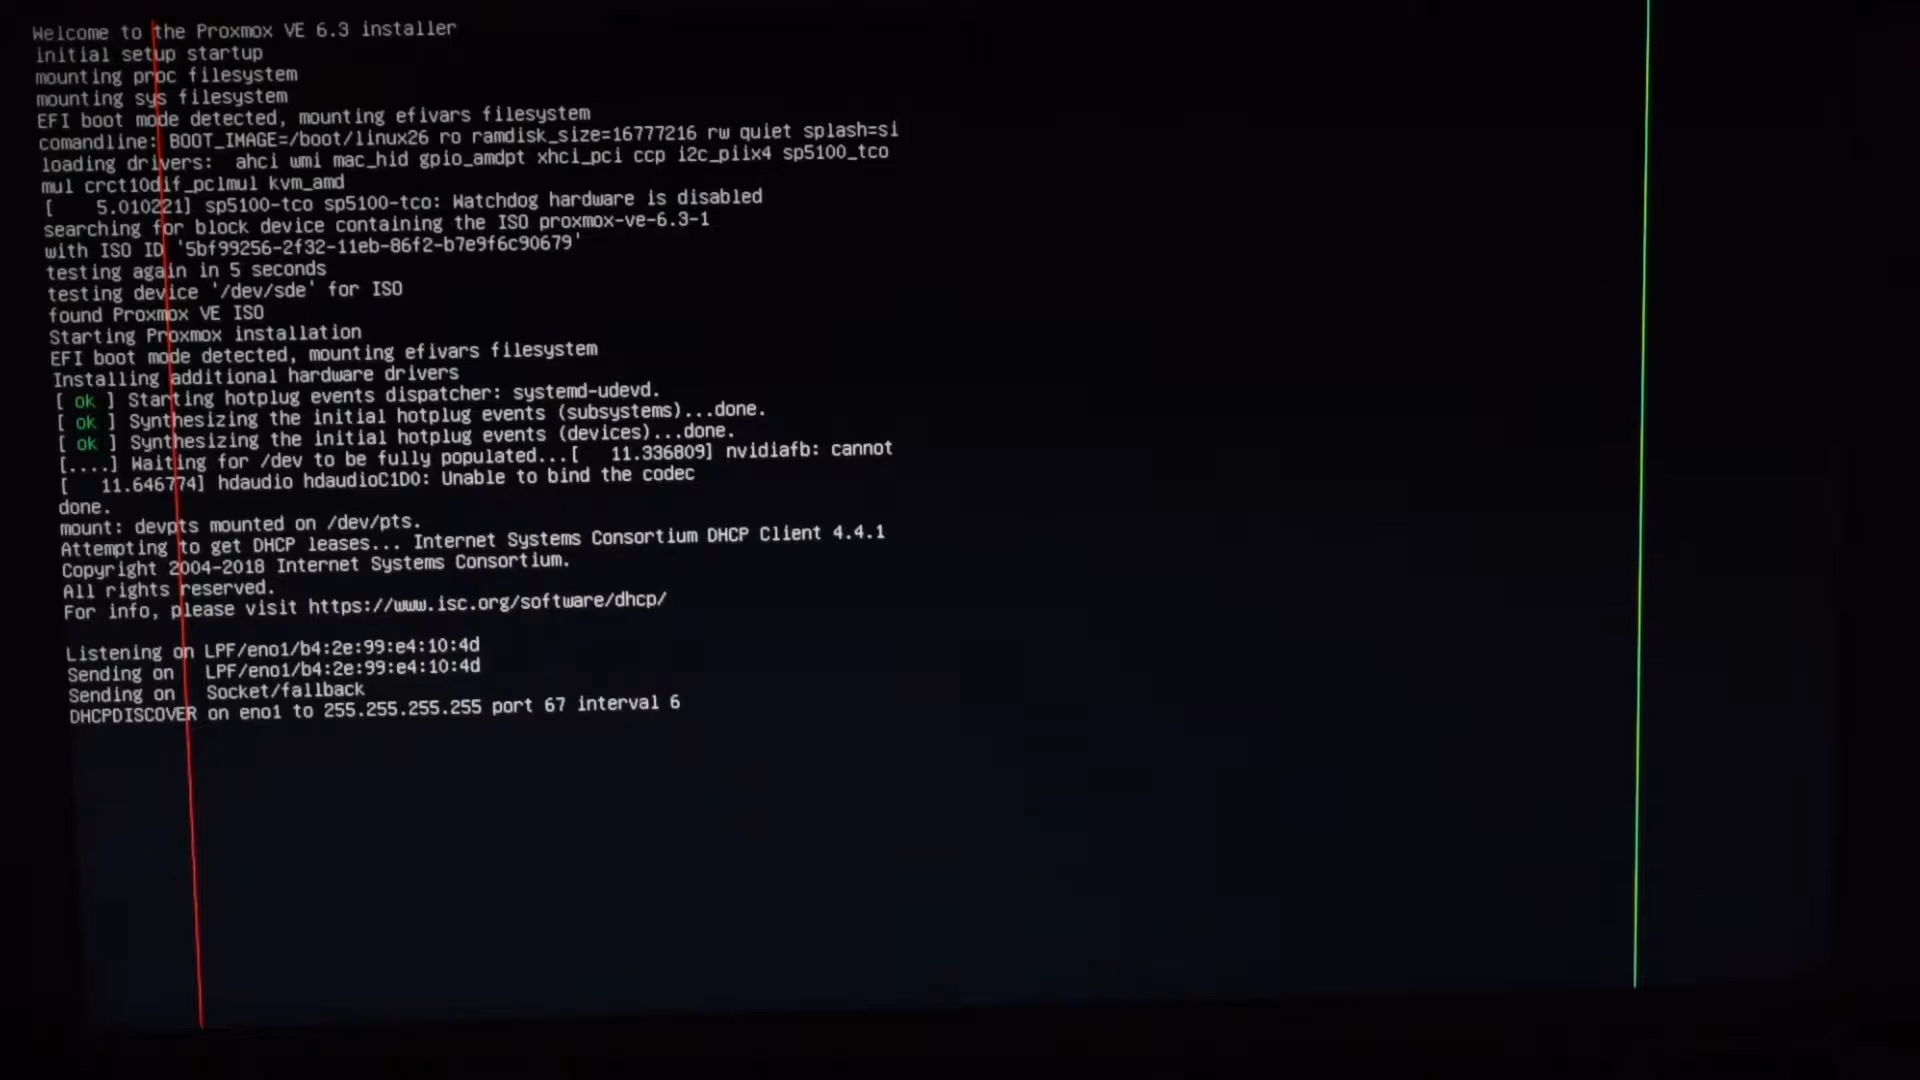 Welcome to the Proxmox VE 6.3 installer
initial setup startup
mounting proc filesystem
mounting sys filesystem
EFI boot mode detected, mounting efivars filesystem
comandline: BOOT_IMAGE=/boot/linux26 ro ramdisk_size=16777216 rw quiet splash=si
loading drivers:  ahci wmi mac_hid gpio_amdpt xhci_pci ccp i2c_piix4 sp5100_tco
mul crct10dif_pclmul kvm_amd
[    5.010221] sp5100-tco sp5100-tco: Watchdog hardware is disabled
searching for block device containing the ISO proxmox-ve-6.3-1
with ISO ID '5bf99256-2f32-11eb-86f2-b7e9f6c90679'
testing again in 5 seconds
testing device '/dev/sde' for ISO
found Proxmox VE ISO
Starting Proxmox installation
EFI boot mode detected, mounting efivars filesystem
Installing additional hardware drivers
[ ok ] Starting hotplug events dispatcher: systemd-udevd.
[ ok ] Synthesizing the initial hotplug events (subsystems)...done.
[ ok ] Synthesizing the initial hotplug events (devices)...done.
[....] Waiting for /dev to be fully populated...[   11.336809] nvidiafb: cannot
[   11.646774] hdaudio hdaudioC1D0: Unable to bind the codec
done.
mount: devpts mounted on /dev/pts.
Attempting to get DHCP leases... Internet Systems Consortium DHCP Client 4.4.1
Copyright 2004-2018 Internet Systems Consortium.
All rights reserved.
For info, please visit https://www.isc.org/software/dhcp/
Listening on LPF/eno1/b4:2e:99:e4:10:4d
Sending on   LPF/eno1/b4:2e:99:e4:10:4d
Sending on   Socket/fallback
DHCPDISCOVER on eno1 to 255.255.255.255 port 67 interval 6